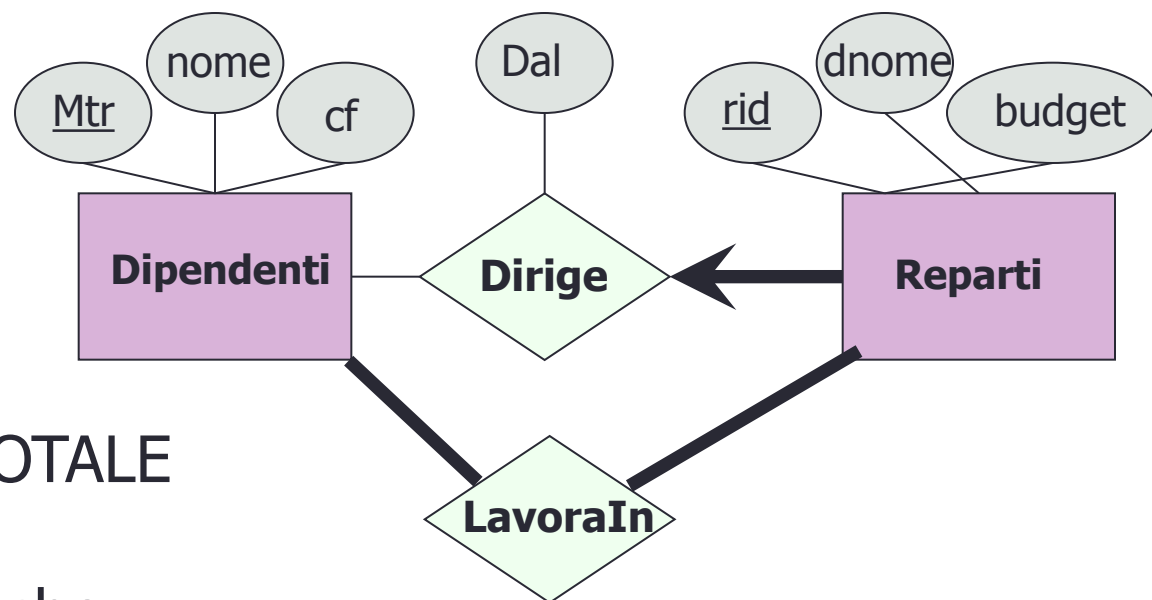 nome
Dal
dnome
Mtr
cf
rid
budget
Dipendenti
Dirige
Reparti
OTALE
LavoraIn